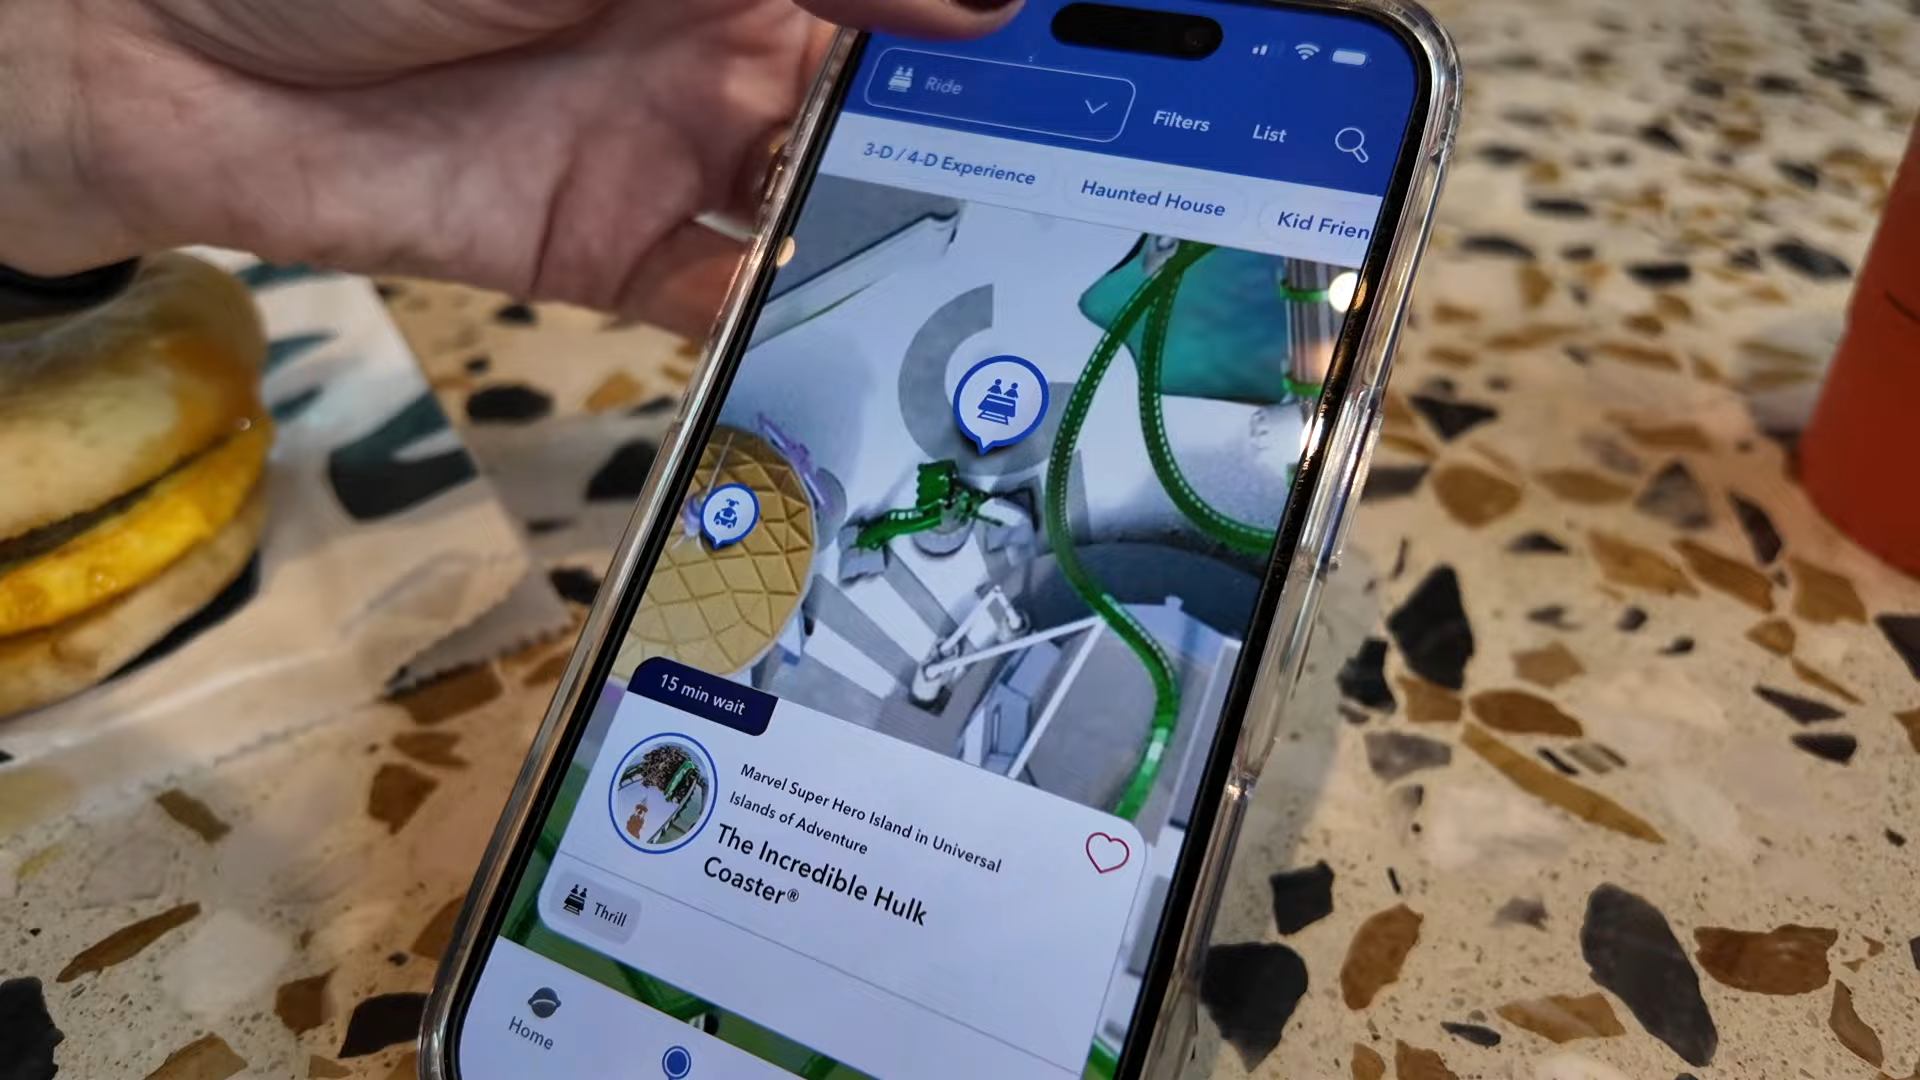 Ride
Filters
List
3-D / 4-D Experience
Haunted House
Kid Frien
15 min wait
Marvel Super Hero Island in Universal
Islands of Adventure
The Incredible Hulk
Coaster®
Thrill
Home